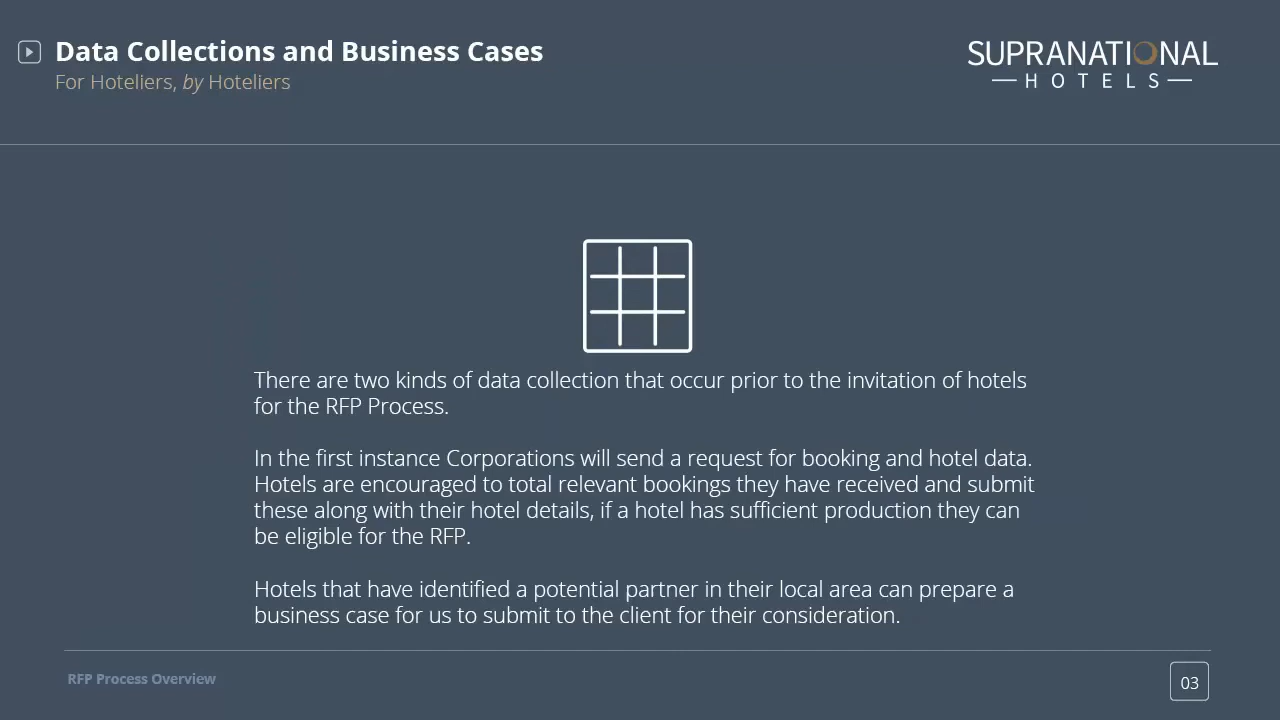 Data Collections and Business Cases
For Hoteliers, by Hoteliers
SUPRANATIONAL
HOTELS
There are two kinds of data collection that occur prior to the invitation of hotels
for the RFP Process.
In the first instance Corporations will send a request for booking and hotel data.
Hotels are encouraged to total relevant bookings they have received and submit
these along with their hotel details, if a hotel has sufficient production they can
be eligible for the RFP.
Hotels that have identified a potential partner in their local area can prepare a
business case for us to submit to the client for their consideration.
RFP Process Overview
03